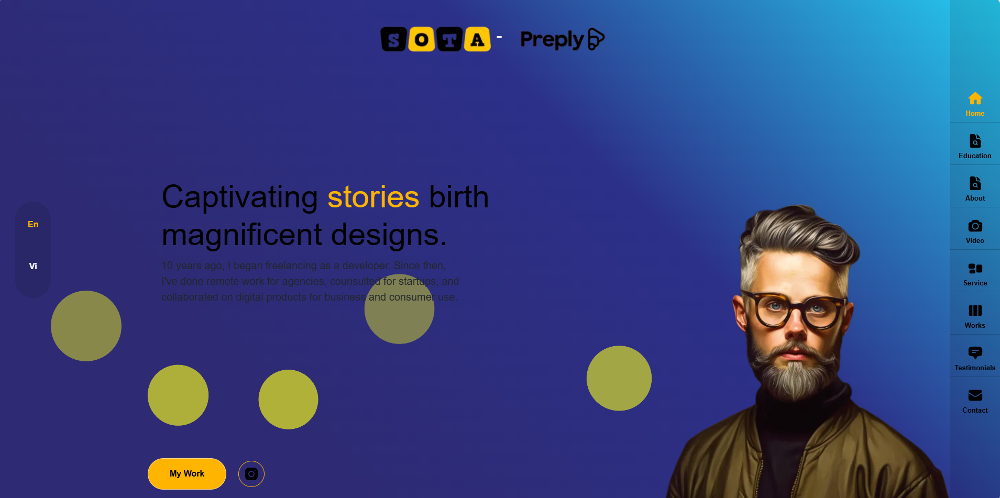 SOTA - Preply
Home
Education
About
Video
Service
Works
Testimonials
Contact
En
Vi
Captivating stories birth
magnificent designs.
10 years ago, I began freelancing as a developer. Since then,
I've done remote work for agencies, counsulted for startups, and
collaborated on digital products for business and consumer use.
My Work